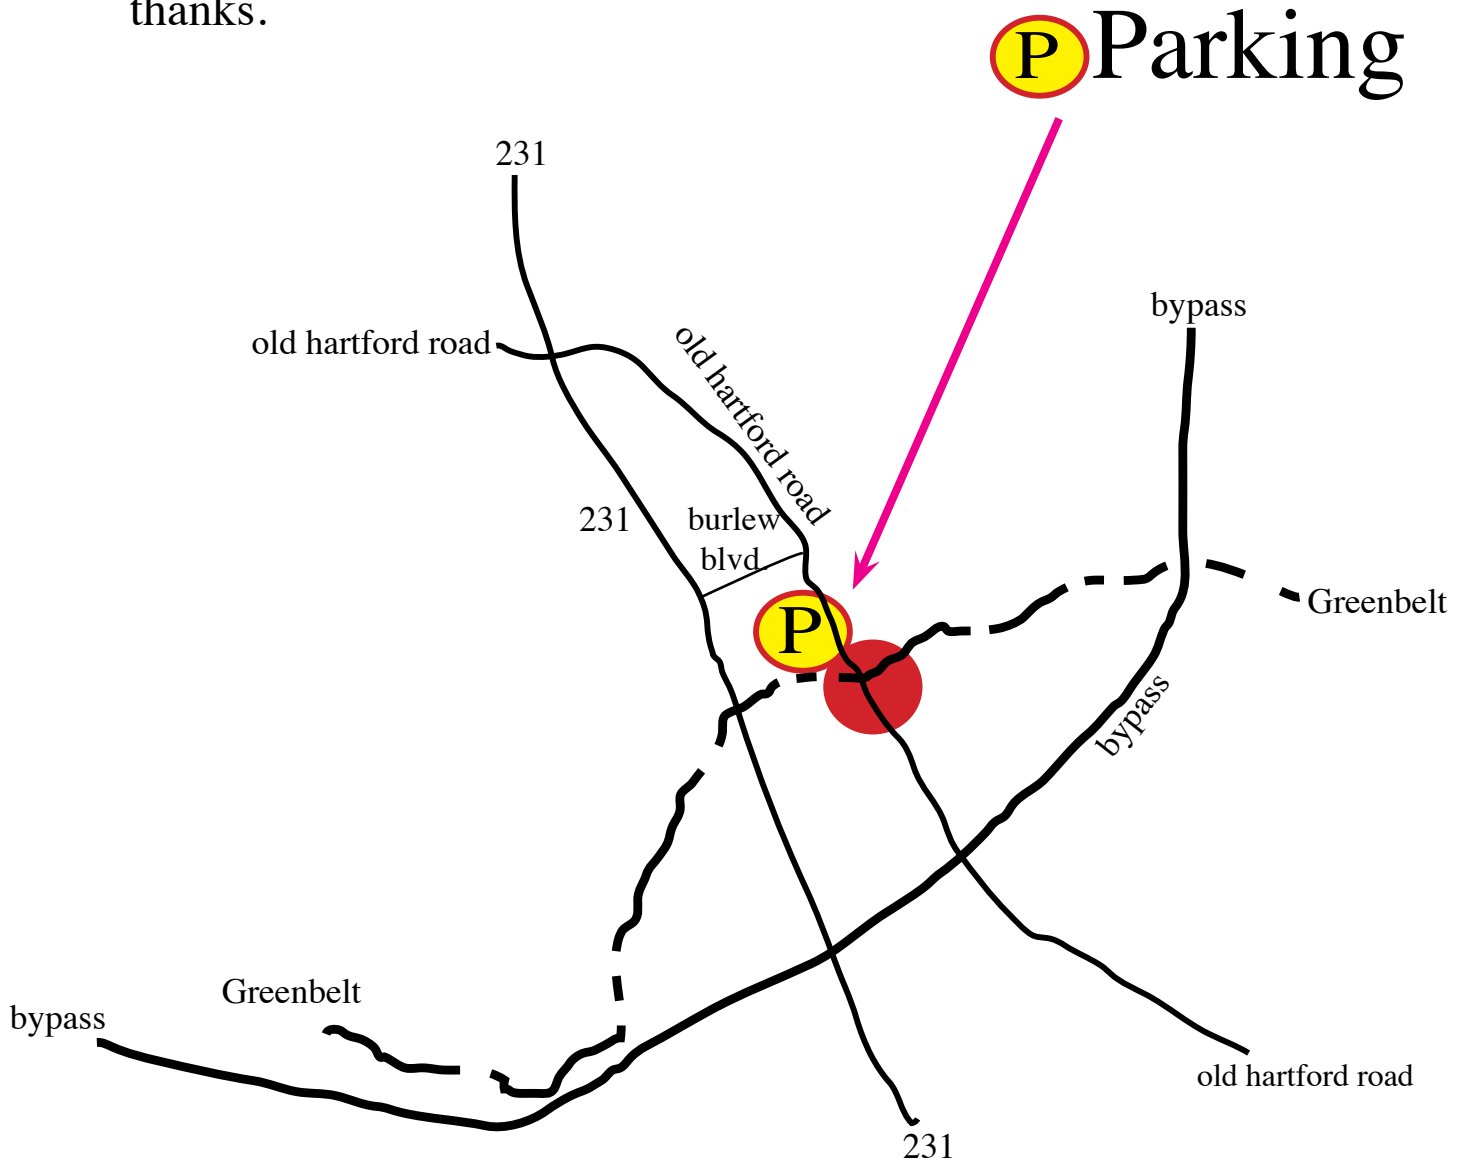 thanks.
P Parking
231
bypass
old hartford road
old hartford road
231
burlew
blvd.
Greenbelt
P
bypass
Greenbelt
bypass
old hartford road
231